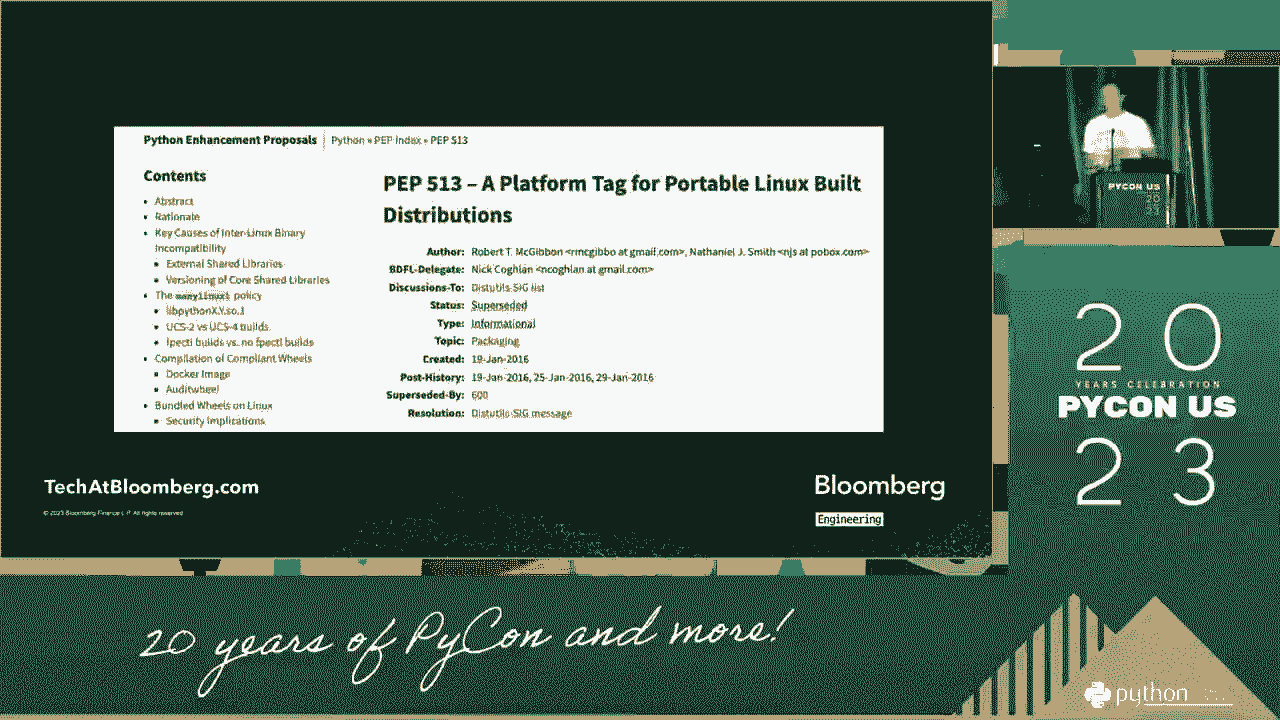 Python Enhancement Proposals
Python » PEP Index » PEP 513
Contents
• Abstract
• Rationale
• Key Causes of Inter-Linux Binary
Incompatibility
• External Shared Libraries
• Versioning of Core Shared Libraries
• The manylinux1 policy
• libpythonX.Y.so.1
• UCS-2 vs UCS-4 builds
• fpectl builds vs. no fpectl builds
• Compilation of Compliant Wheels
• Docker Image
• Auditwheel
• Bundled Wheels on Linux
• Security Implications
PEP 513 – A Platform Tag for Portable Linux Built
Distributions
Author: Robert T. McGibbon <rmcgibbo at gmail.com>, Nathaniel J. Smith <njs at pobox.com>
BDFL-Delegate: Nick Coghlan <ncoghlan at gmail.com>
Discussions-To: Distutils-SIG list
Status: Superseded
Type: Informational
Topic: Packaging
Created: 19-Jan-2016
Post-History: 19-Jan-2016, 25-Jan-2016, 29-Jan-2016
Superseded-By: 600
Resolution: Distutils-SIG message
TechAtBloomberg.com
© 2023 Bloomberg Finance L.P. All rights reserved.
Bloomberg
Engineering
PYCON US
20
23
20
YEARS CELEBRATION
PYCON US
23
20 years of PyCon and more!
python